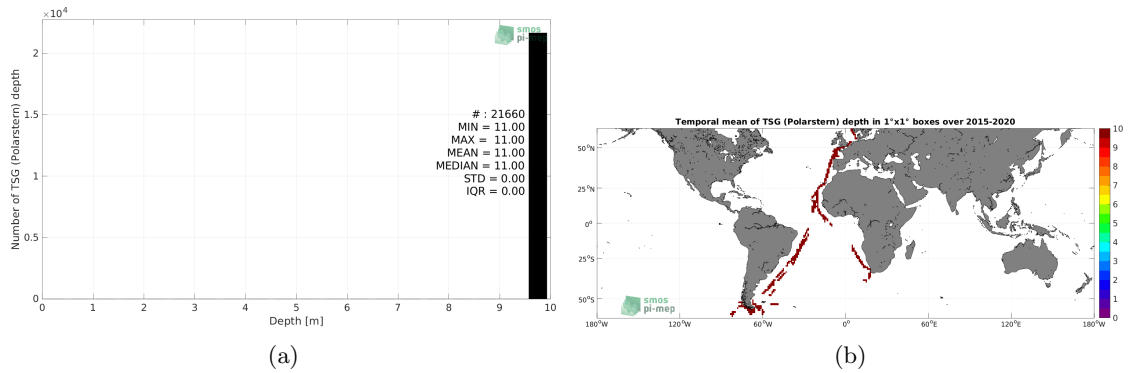 ×10⁴
2
1.5
1
0.5
0
Number of TSG (Polarstern) depth
smos
pi-mep
# : 21660
MIN = 11.00
MAX = 11.00
MEAN = 11.00
MEDIAN = 11.00
STD = 0.00
IQR = 0.00
0 1 2 3 4 5 6 7 8 9 10
Depth [m]
(a)
Temporal mean of TSG (Polarstern) depth in 1°x1° boxes over 2015-2020
50°N
25°N
0°
25°S
50°S
smos
pi-mep
180°W 120°W 60°W 0°E 60°E 120°E 180°W
10
9
8
7
6
5
4
3
2
1
0
(b)